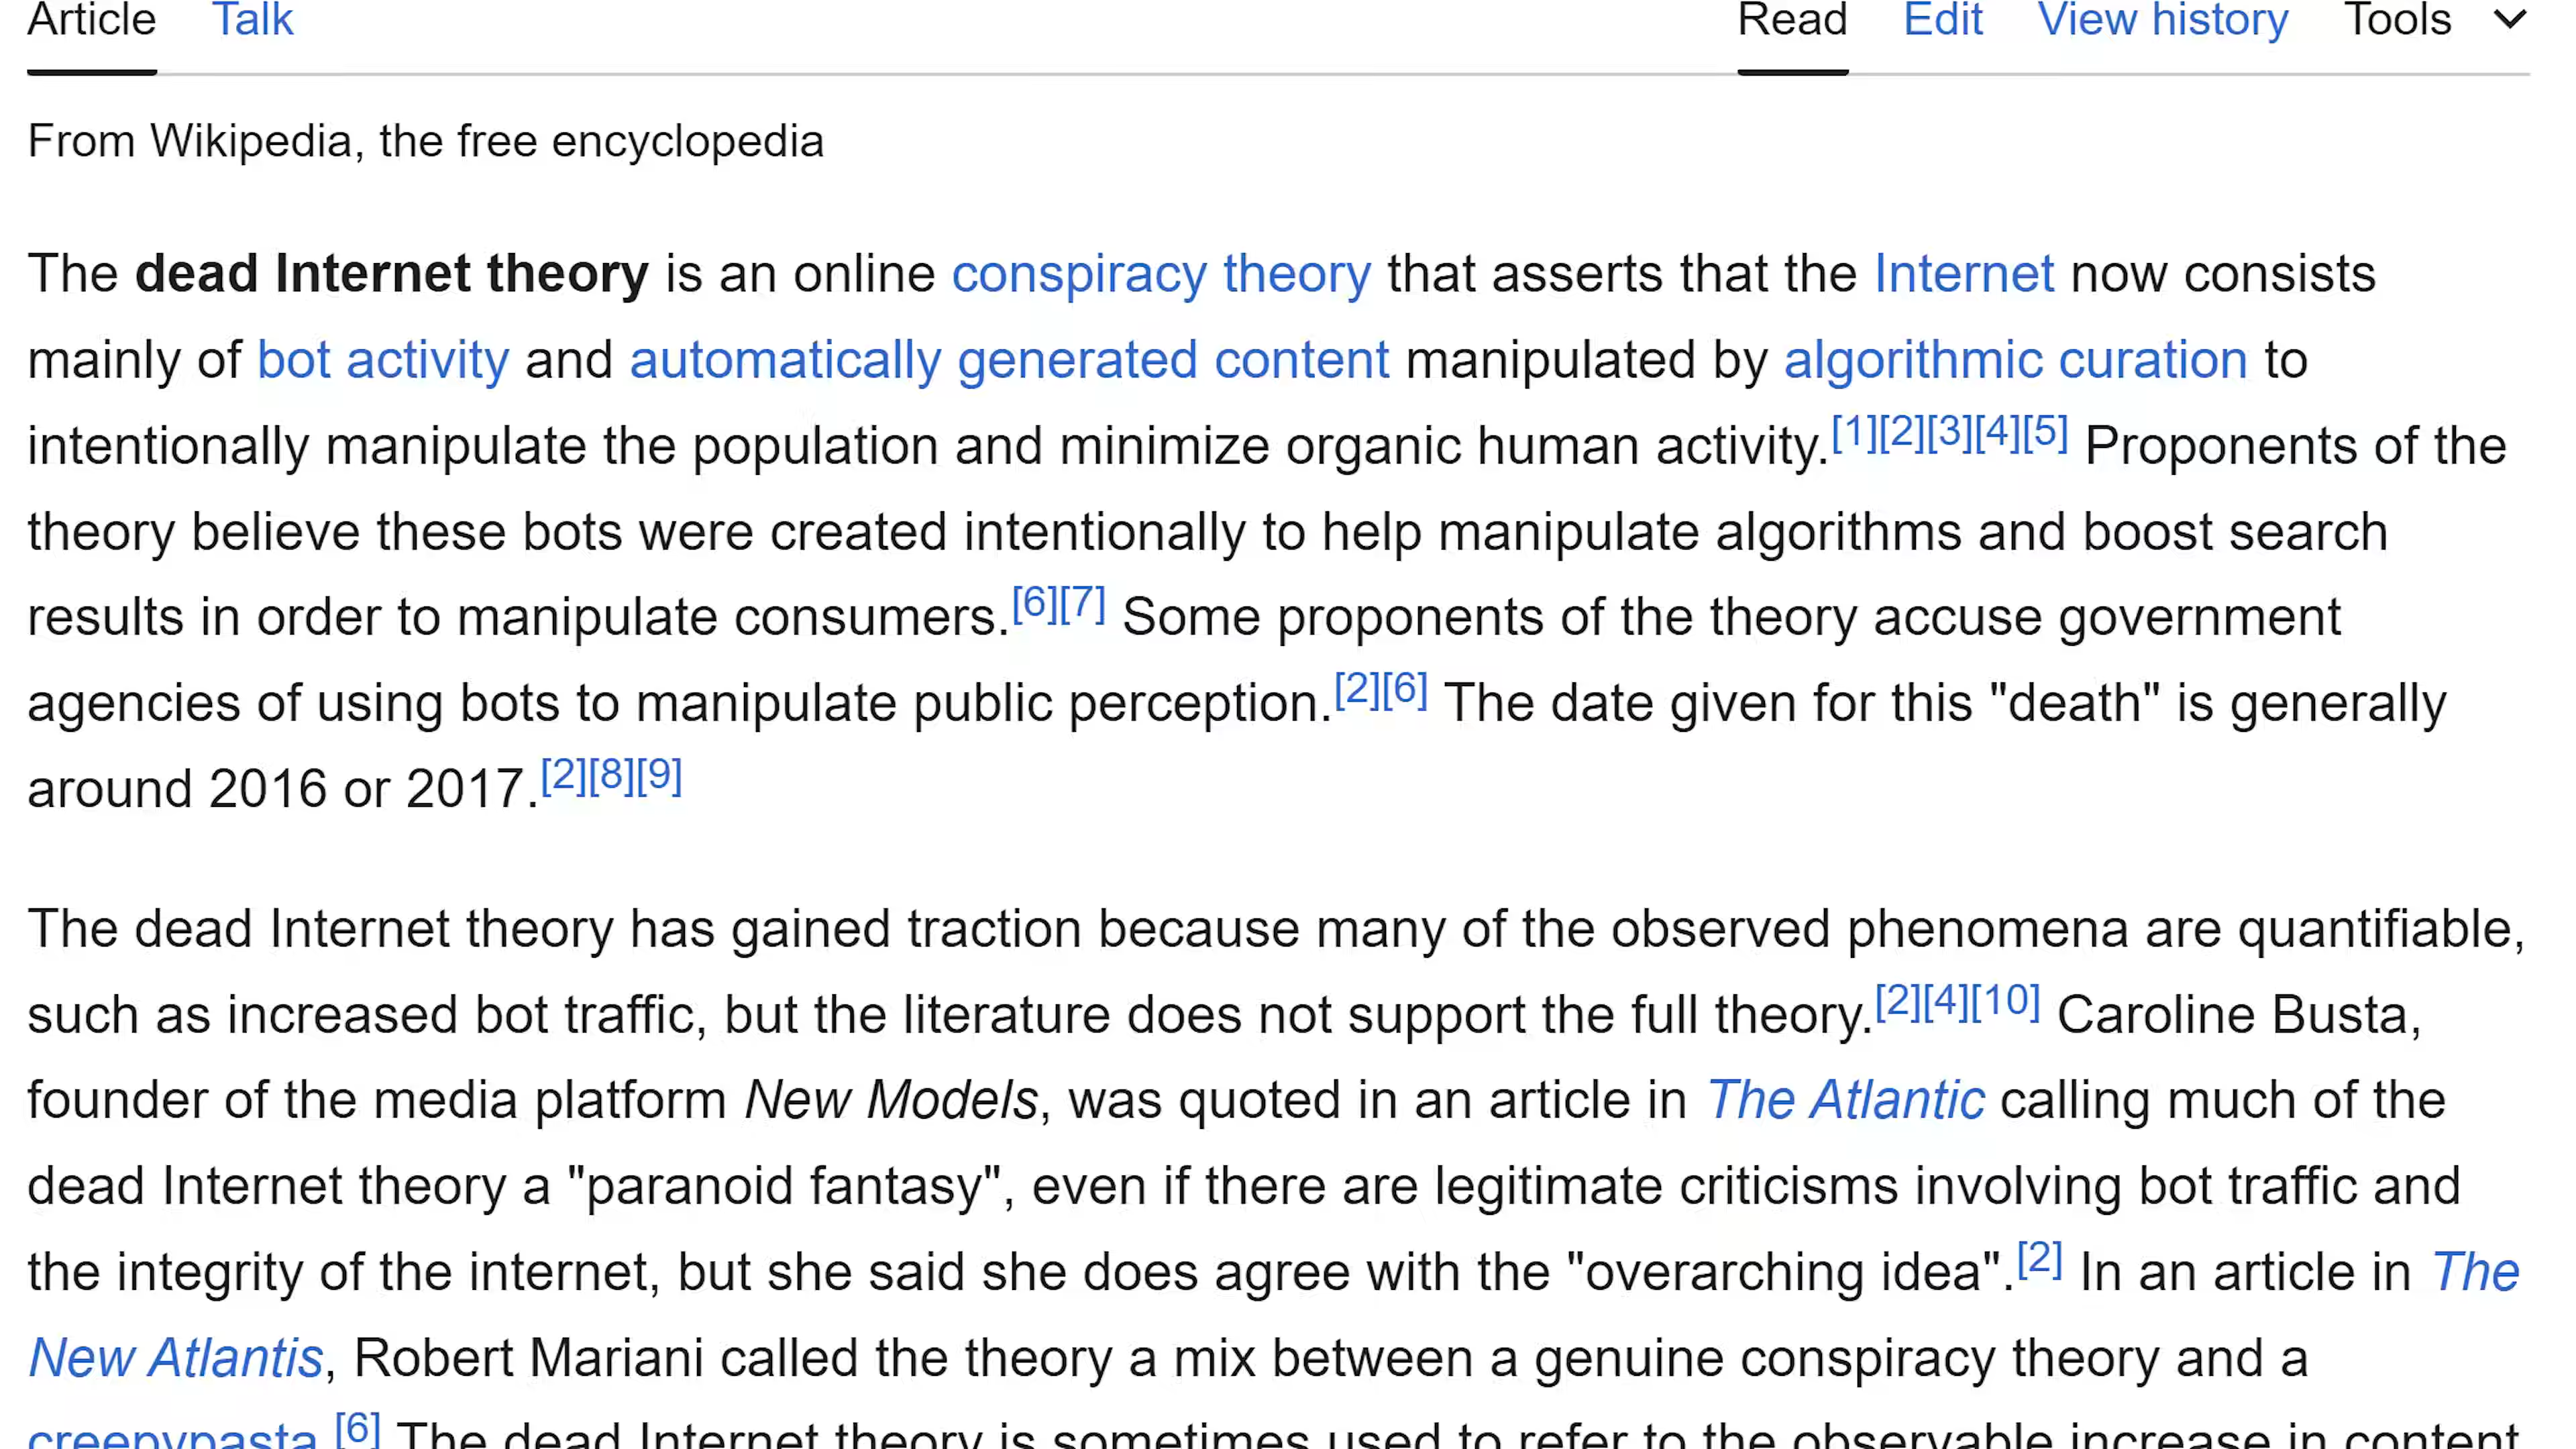 Article Talk Read Edit View history Tools
From Wikipedia, the free encyclopedia
The dead Internet theory is an online conspiracy theory that asserts that the Internet now consists
mainly of bot activity and automatically generated content manipulated by algorithmic curation to
intentionally manipulate the population and minimize organic human activity.[1][2][3][4][5] Proponents of the
theory believe these bots were created intentionally to help manipulate algorithms and boost search
results in order to manipulate consumers.[6][7] Some proponents of the theory accuse government
agencies of using bots to manipulate public perception.[2][6] The date given for this "death" is generally
around 2016 or 2017.[2][8][9]
The dead Internet theory has gained traction because many of the observed phenomena are quantifiable,
such as increased bot traffic, but the literature does not support the full theory.[2][4][10] Caroline Busta,
founder of the media platform New Models, was quoted in an article in The Atlantic calling much of the
dead Internet theory a "paranoid fantasy", even if there are legitimate criticisms involving bot traffic and
the integrity of the internet, but she said she does agree with the "overarching idea".[2] In an article in The
New Atlantis, Robert Mariani called the theory a mix between a genuine conspiracy theory and a
creepypasta.[6] The dead Internet theory is sometimes used to refer to the observable increase in content